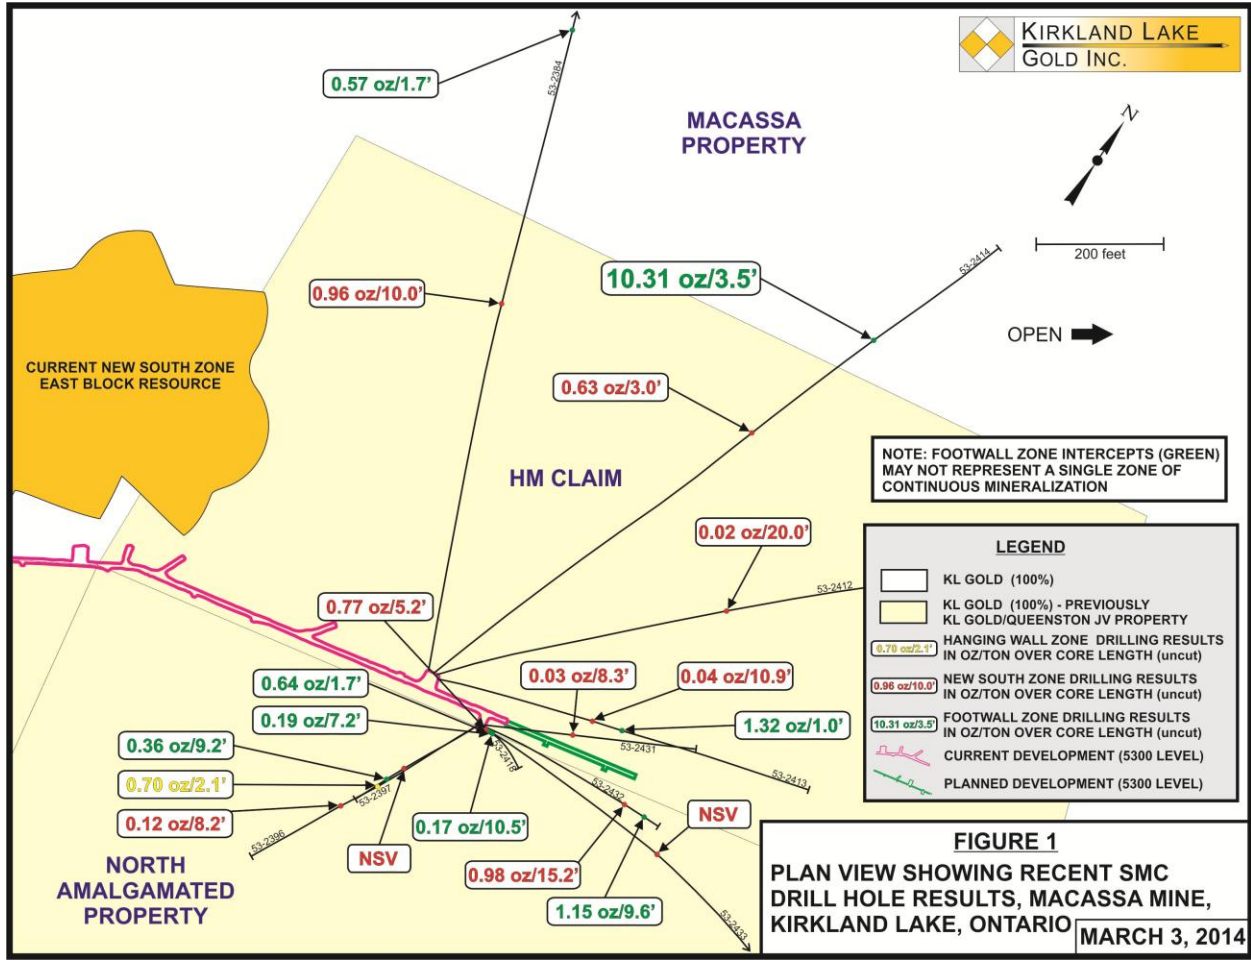 KIRKLAND LAKE
GOLD INC.
0.57 oz/1.7’
53-2384
MACASSA
PROPERTY
N
200 feet
53-2414
10.31 oz/3.5’
0.96 oz/10.0’
OPEN
CURRENT NEW SOUTH ZONE
EAST BLOCK RESOURCE
0.63 oz/3.0’
HM CLAIM
NOTE: FOOTWALL ZONE INTERCEPTS (GREEN)
MAY NOT REPRESENT A SINGLE ZONE OF
CONTINUOUS MINERALIZATION
0.02 oz/20.0’
53-2412
LEGEND
KL GOLD (100%)
KL GOLD (100%) - PREVIOUSLY
KL GOLD/QUEENSTON JV PROPERTY
0.70 oz/2.1’
HANGING WALL ZONE DRILLING RESULTS
IN OZ/TON OVER CORE LENGTH (uncut)
0.96 oz/10.0’
NEW SOUTH ZONE DRILLING RESULTS
IN OZ/TON OVER CORE LENGTH (uncut)
10.31 oz/3.5’
FOOTWALL ZONE DRILLING RESULTS
IN OZ/TON OVER CORE LENGTH (uncut)
CURRENT DEVELOPMENT (5300 LEVEL)
PLANNED DEVELOPMENT (5300 LEVEL)
0.77 oz/5.2’
0.64 oz/1.7’
0.19 oz/7.2’
0.03 oz/8.3’
0.04 oz/10.9’
1.32 oz/1.0’
53-2431
53-2413
53-2418
0.36 oz/9.2’
0.70 oz/2.1’
0.12 oz/8.2’
53-2397
53-2396
NSV
0.17 oz/10.5’
53-2432
NSV
0.98 oz/15.2’
1.15 oz/9.6’
53-2433
NORTH
AMALGAMATED
PROPERTY
FIGURE 1
PLAN VIEW SHOWING RECENT SMC
DRILL HOLE RESULTS, MACASSA MINE,
KIRKLAND LAKE, ONTARIO
MARCH 3, 2014